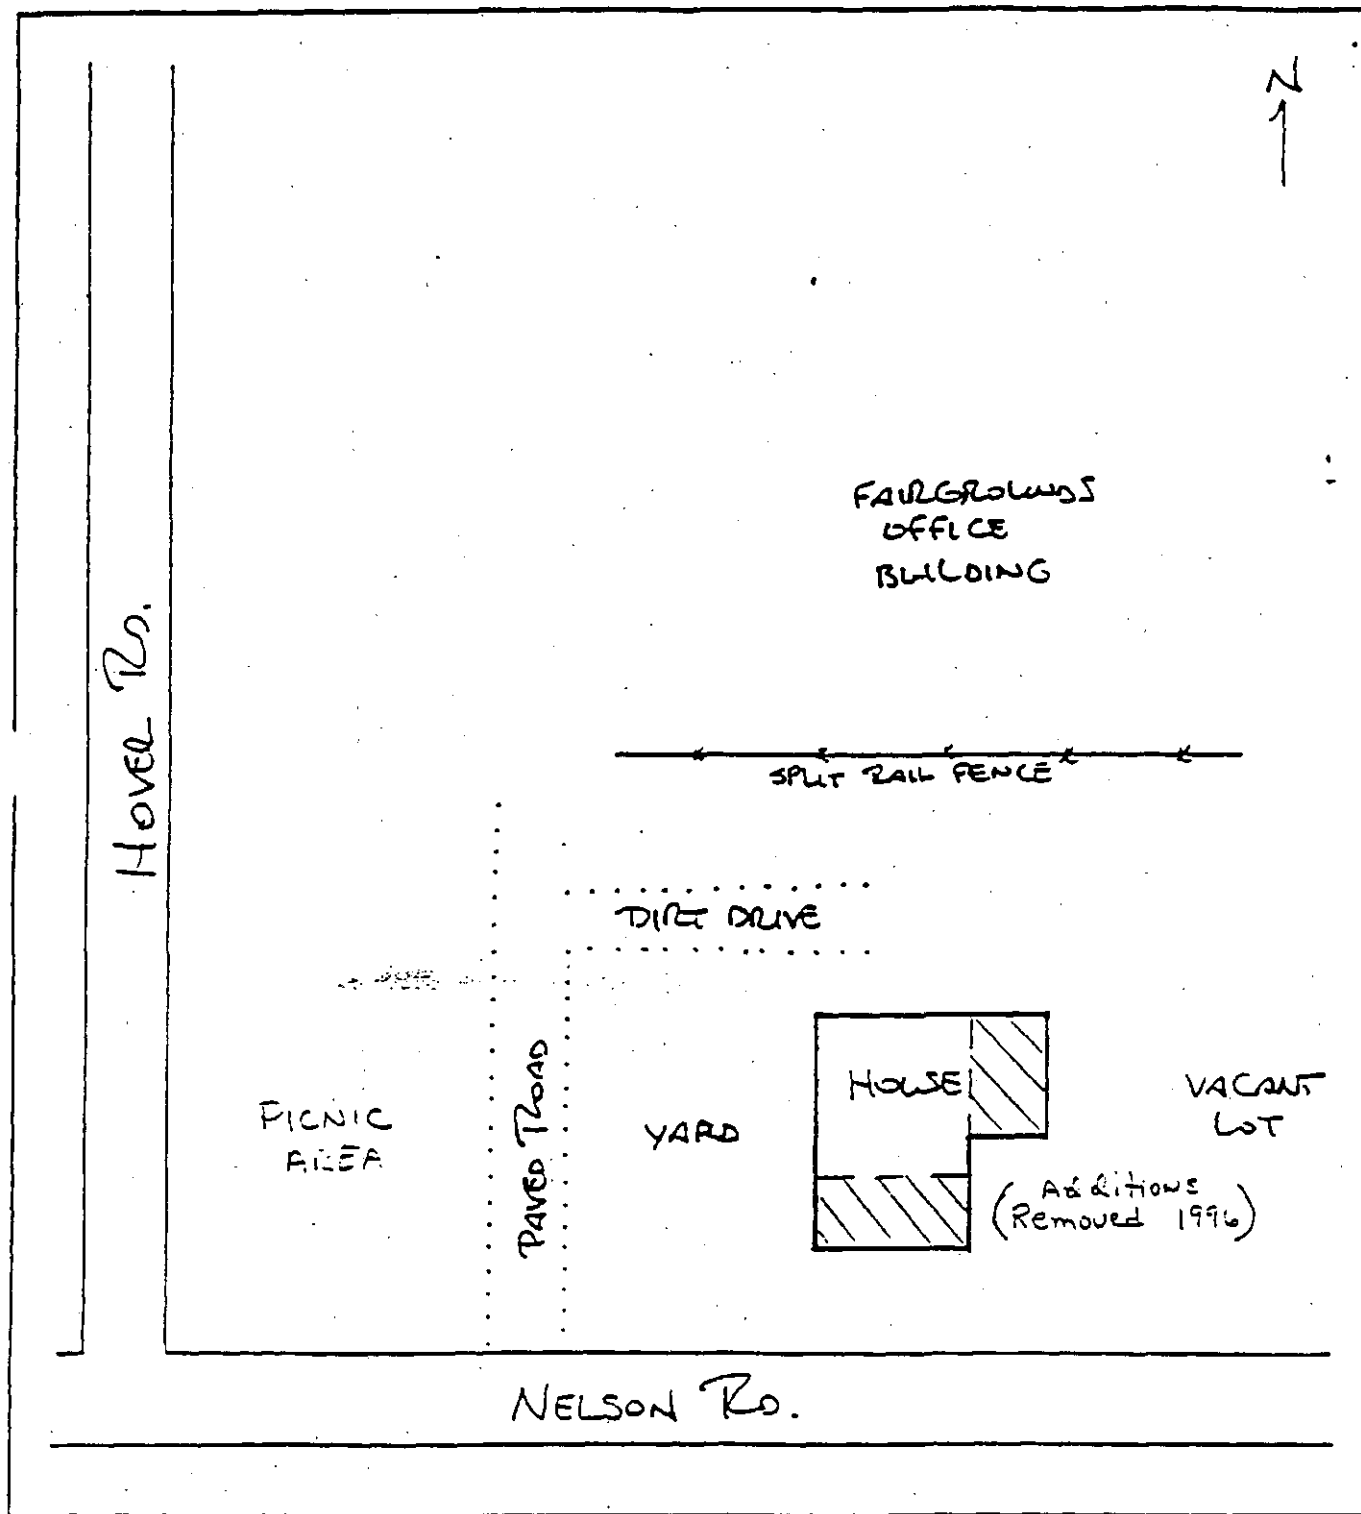 N
FAIRGROUNDS
OFFICE
BUILDING
HOVER RD.
SPLIT RAIL FENCE
DIRT DRIVE
PICNIC
AREA
PAVED ROAD
YARD
HOUSE
VACANT
LOT
(Additions
Removed 1996)
NELSON RD.